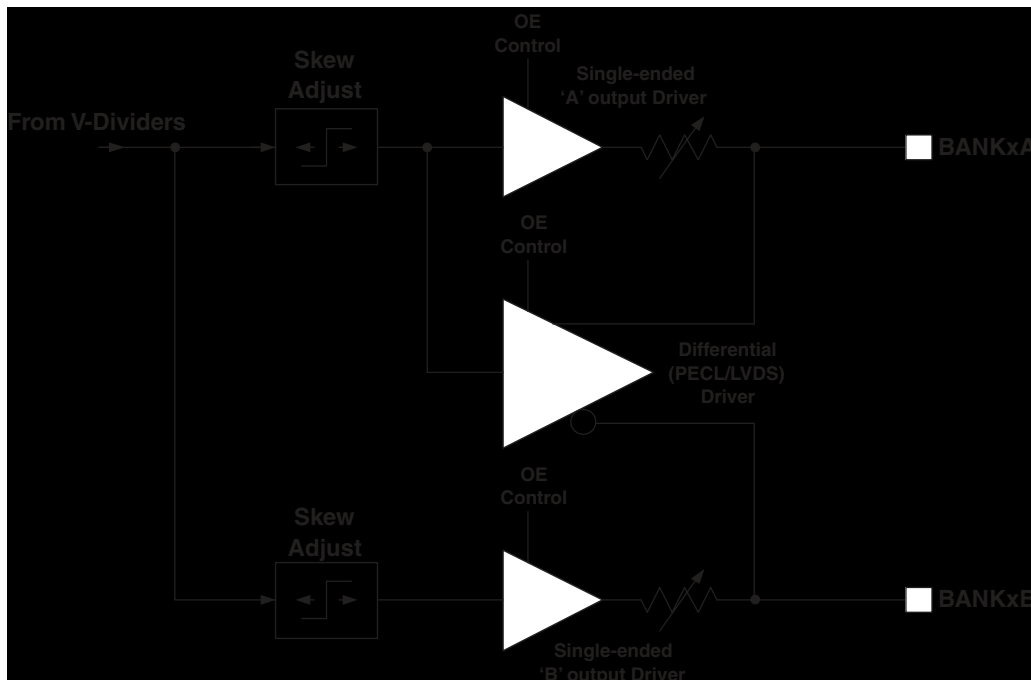 OE
Control
Skew
Adjust
Single-ended
‘A’ output Driver
From V-Dividers
BANKxA
OE
Control
Differential
(PECL/LVDS)
Driver
OE
Control
Skew
Adjust
BANKxB
Single-ended
‘B’ output Driver